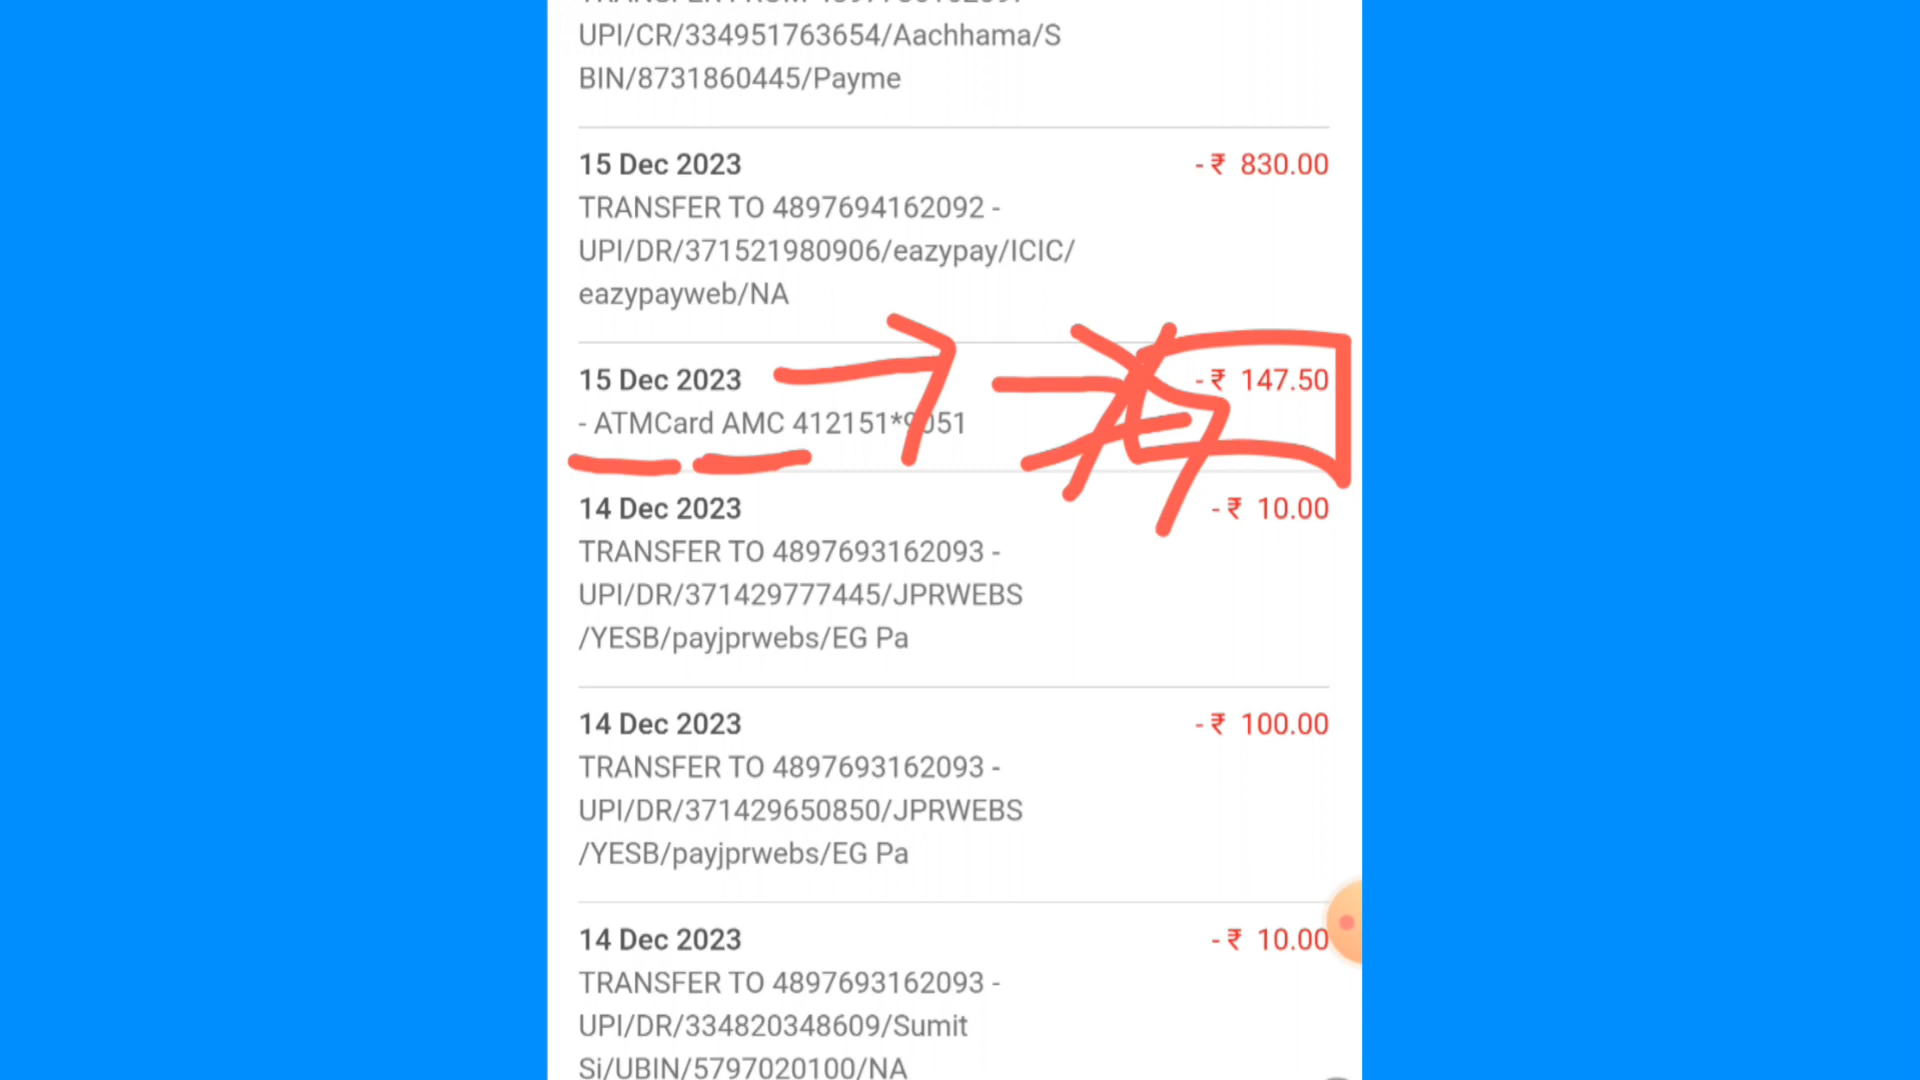 UPI/CR/334951763654/Aachhama/S
BIN/8731860445/Payme
15 Dec 2023 - ₹ 830.00
TRANSFER TO 4897694162092 -
UPI/DR/371521980906/eazypay/ICIC/
eazypayweb/NA
15 Dec 2023 - ₹ 147.50
- ATMCard AMC 412151*9051
14 Dec 2023 - ₹ 10.00
TRANSFER TO 4897693162093 -
UPI/DR/371429777445/JPRWEBS
/YESB/payjprwebs/EG Pa
14 Dec 2023 - ₹ 100.00
TRANSFER TO 4897693162093 -
UPI/DR/371429650850/JPRWEBS
/YESB/payjprwebs/EG Pa
14 Dec 2023 - ₹ 10.00
TRANSFER TO 4897693162093 -
UPI/DR/334820348609/Sumit
Si/UBIN/5797020100/NA